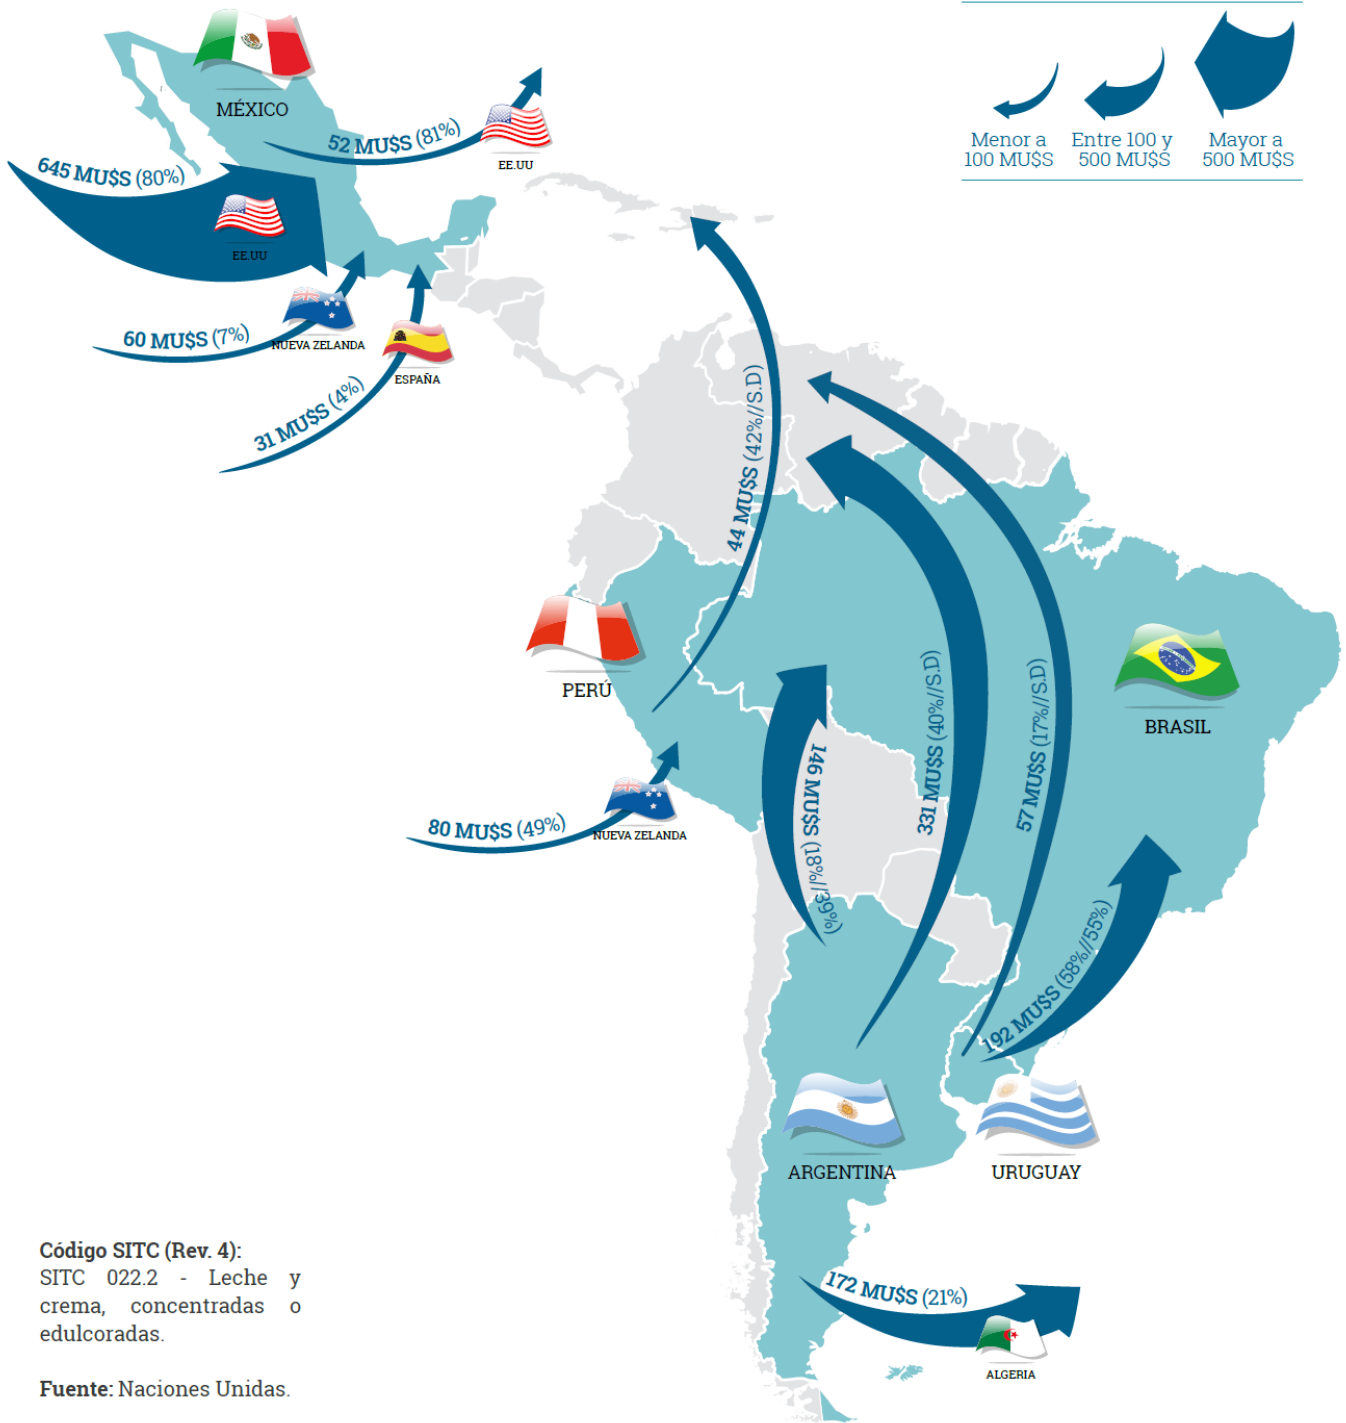 MÉXICO
52 MU$S (81%)
EE.UU
645 MU$S (80%)
EE.UU
60 MU$S (7%)
NUEVA ZELANDA
31 MU$S (4%)
ESPAÑA
Menor a
100 MU$S
Entre 100 y
500 MU$S
Mayor a
500 MU$S
44 MU$S (42%//S.D)
PERÚ
80 MU$S (49%)
NUEVA ZELANDA
146 MU$S (18%//39%)
331 MU$S (40%//S.D)
57 MU$S (17%//S.D)
BRASIL
192 MU$S (58%//55%)
ARGENTINA
URUGUAY
172 MU$S (21%)
ALGERIA
Código SITC (Rev. 4):
SITC 022.2 - Leche y
crema, concentradas o
edulcoradas.
Fuente: Naciones Unidas.